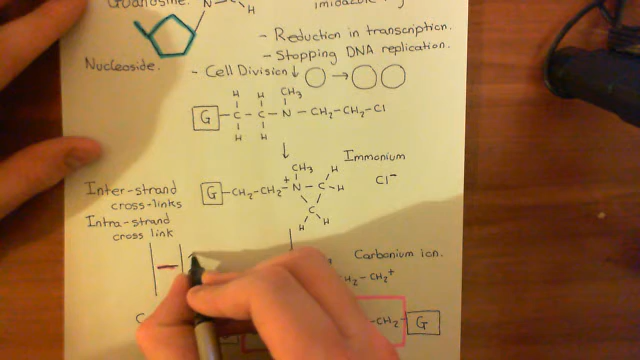 Guanosine.
N
C
H
- Reduction in transcription.
- Stopping DNA replication.
Nucleoside.
- Cell Division ↓ → 
H H CH₃
G - C - C - N - CH₂ - CH₂ - Cl
H H
↓
Immonium
CH₃ H
G - CH₂ - CH₂ - N⁺ - C - H
Cl⁻
C
H H
Inter-strand
cross-links
Intra-strand
cross link
Carbonium ion.
CH₂⁺
CH₂ - G